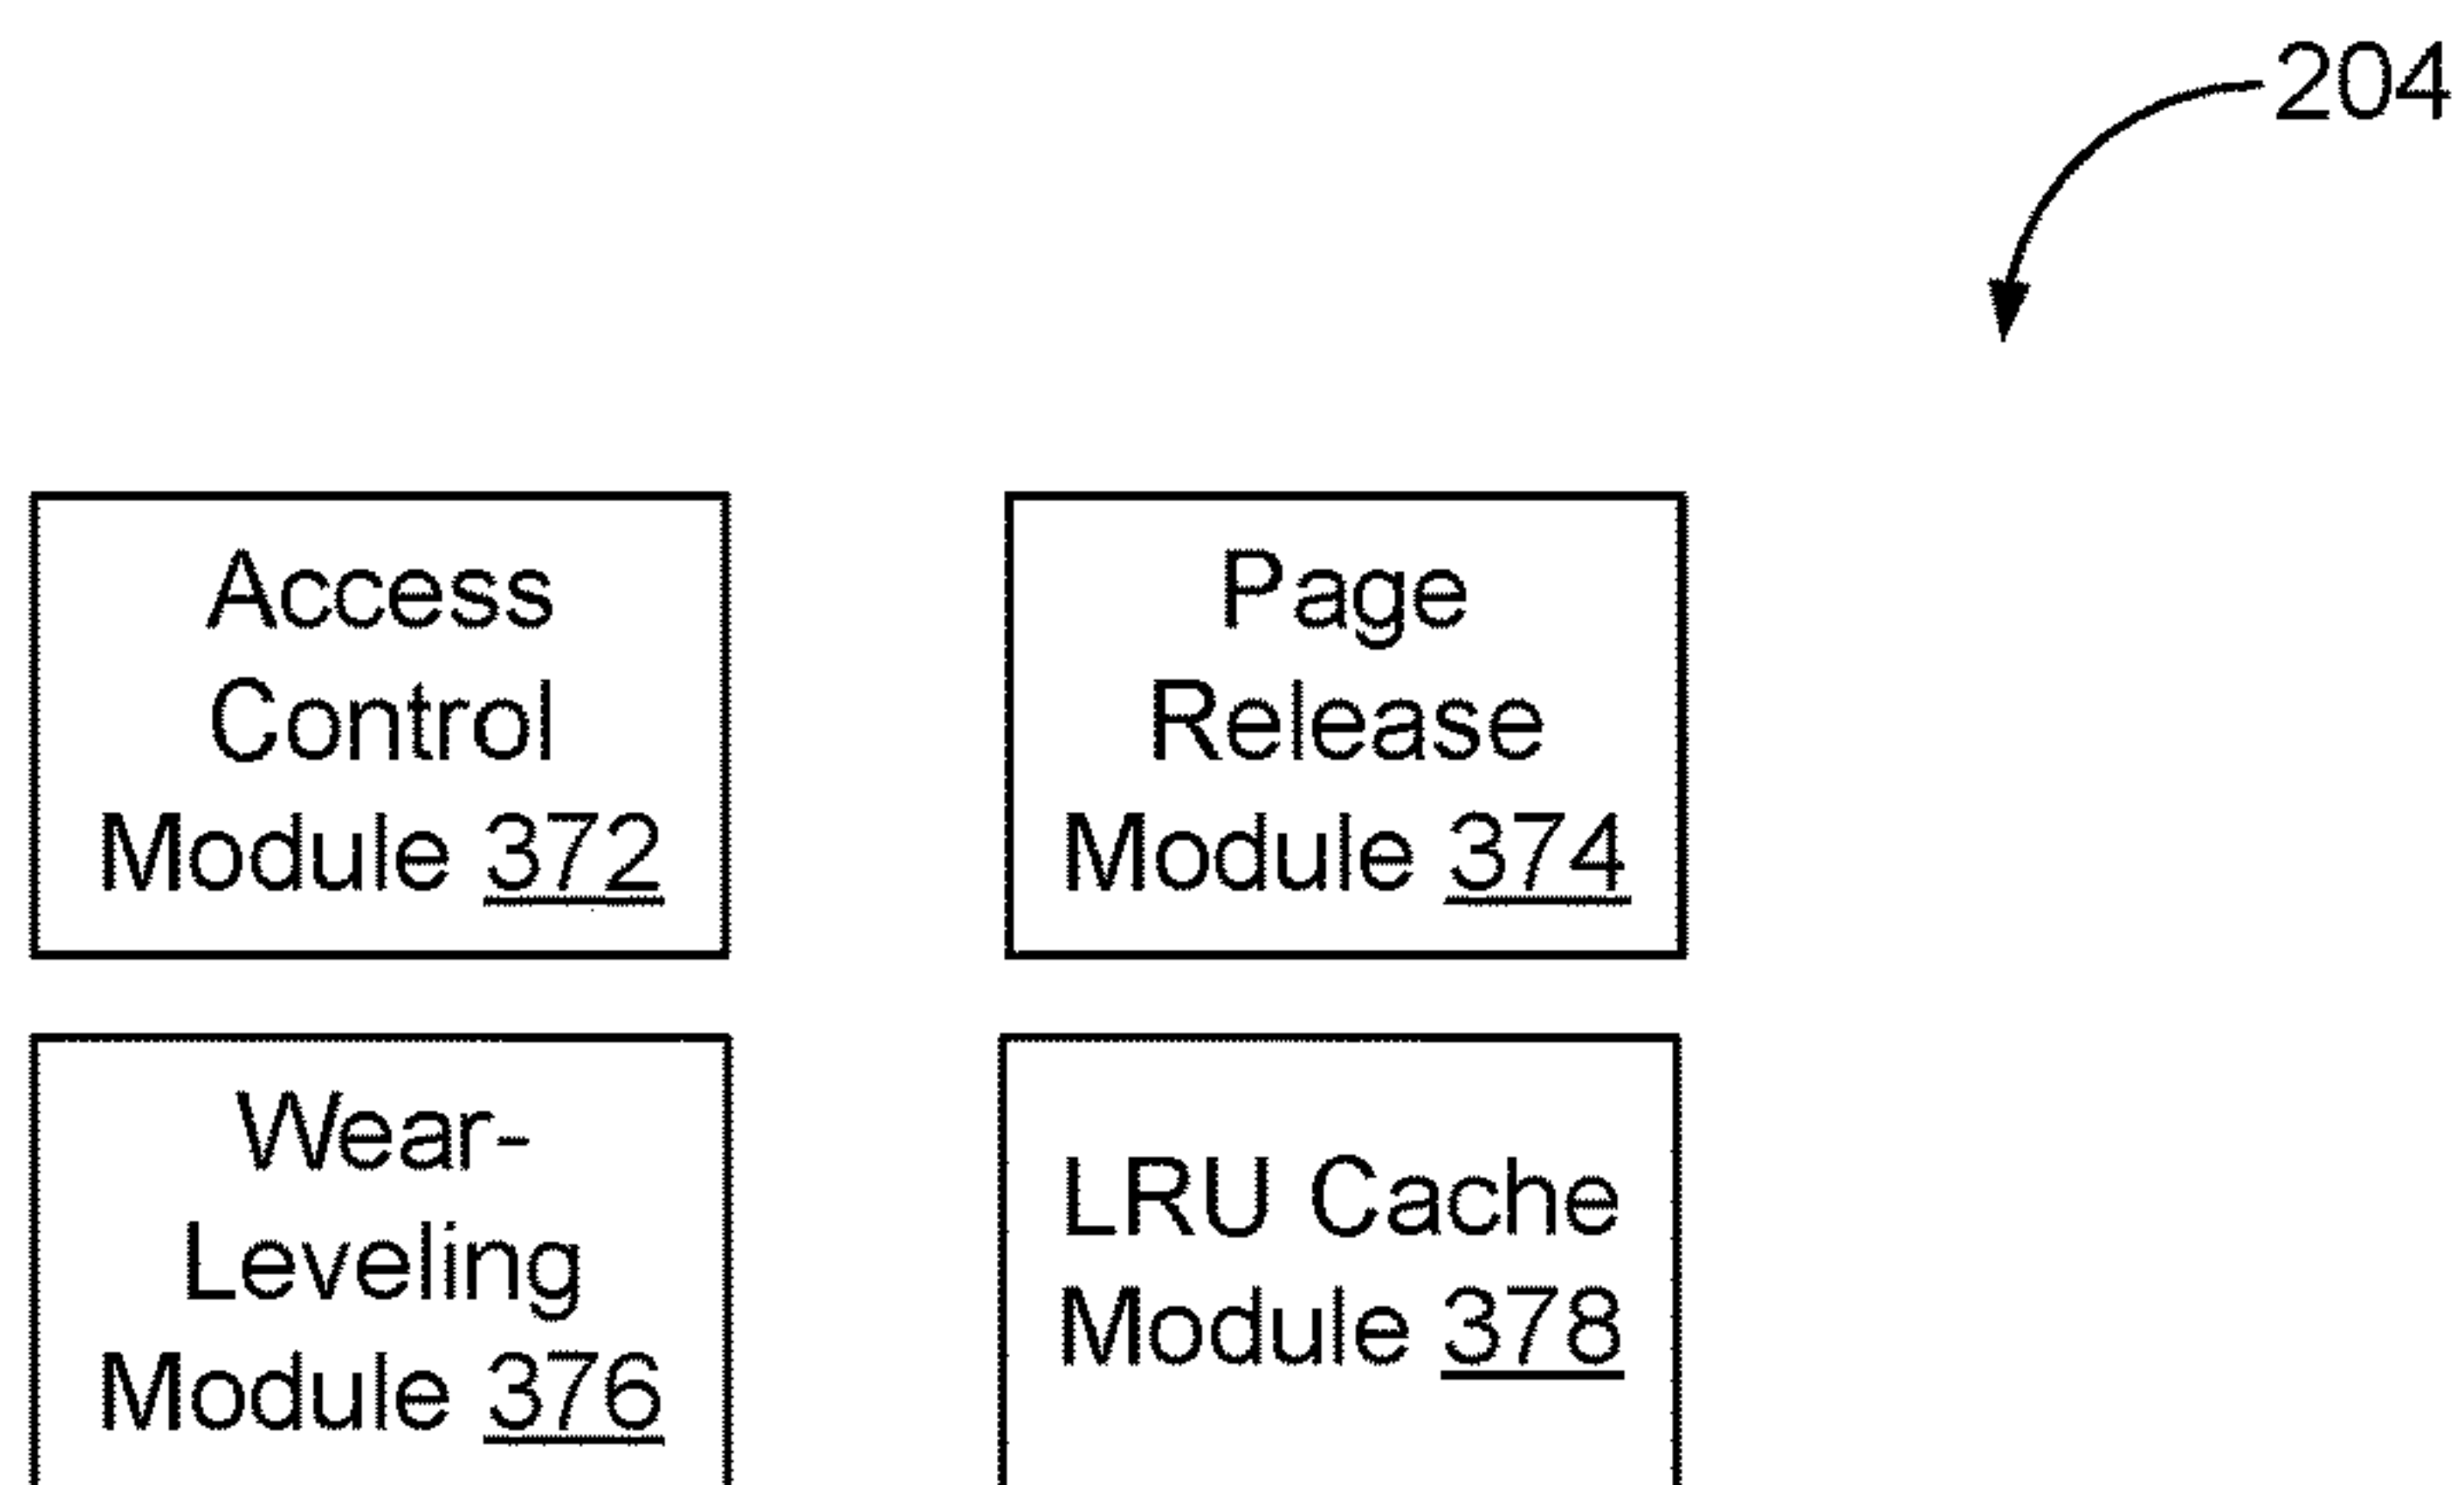 204
Access
Control
Module 372
Page
Release
Module 374
Wear-
Leveling
Module 376
LRU Cache
Module 378